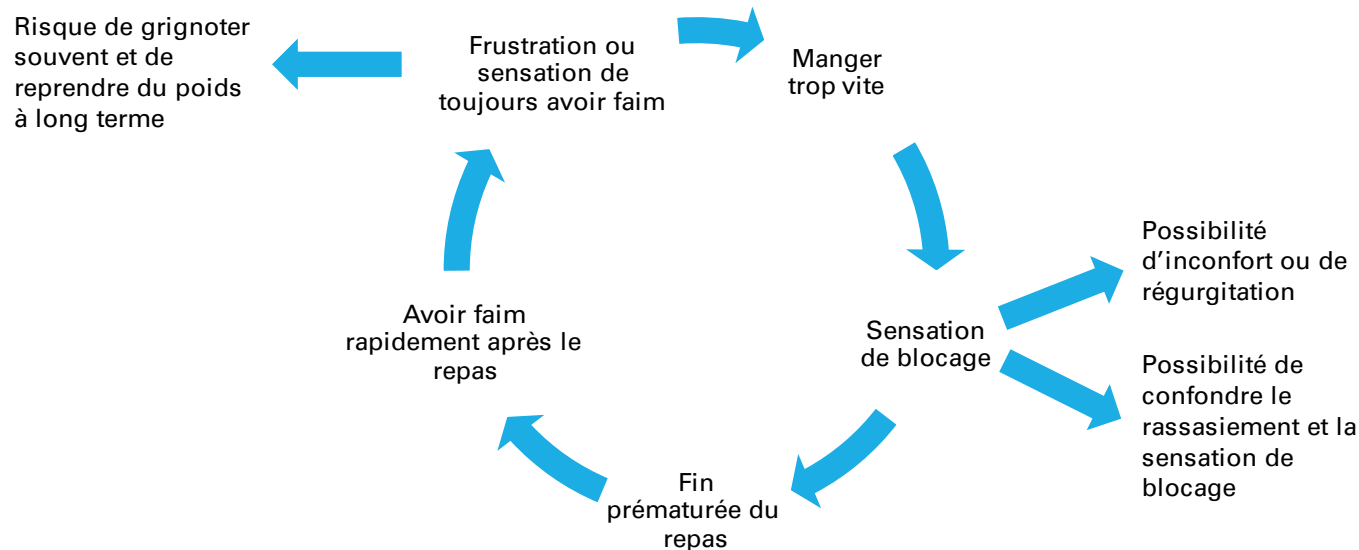 Risque de grignoter
souvent et de
reprendre du poids
à long terme
Frustration ou
sensation de
toujours avoir faim
Manger
trop vite
Sensation
de blocage
Possibilité
d’inconfort ou de
régurgitation
Possibilité de
confondre le
rassasiement et la
sensation de
blocage
Fin
prématurée du
repas
Avoir faim
rapidement après le
repas